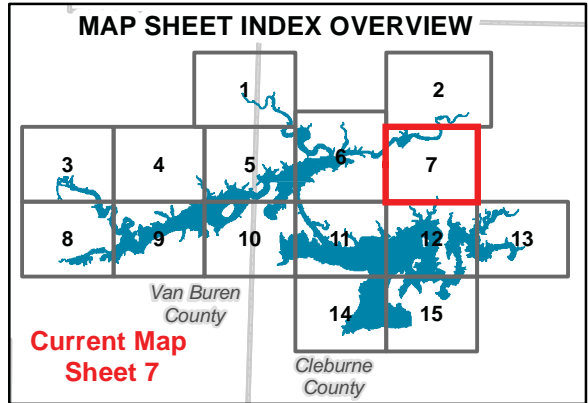 MAP SHEET INDEX OVERVIEW
1
2
3
4
5
6
7
8
9
10
11
12
13
14
15
Van Buren
County
Current Map
Sheet 7
Cleburne
County